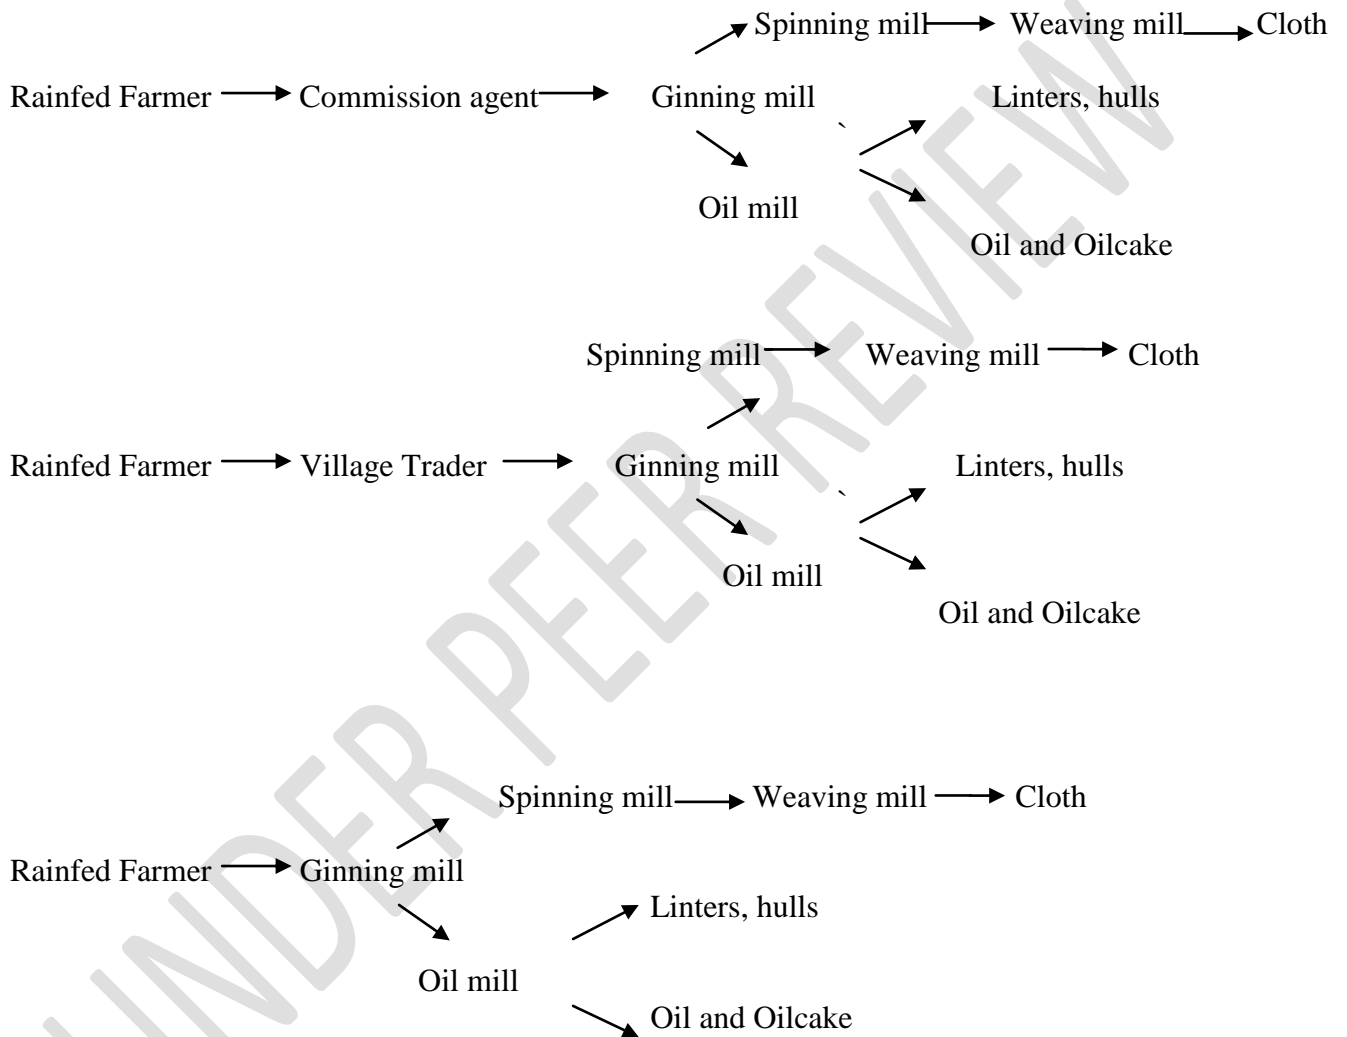 Spinning mill Weaving mill Cloth
Rainfed Farmer Commission agent Ginning mill Linters, hulls
`
Oil mill
Oil and Oilcake
Spinning mill Weaving mill Cloth
Rainfed Farmer Village Trader Ginning mill Linters, hulls
`
Oil mill
Oil and Oilcake
Spinning mill Weaving mill Cloth
Rainfed Farmer Ginning mill
Linters, hulls
Oil mill
Oil and Oilcake
UNDER PEER REVIEW